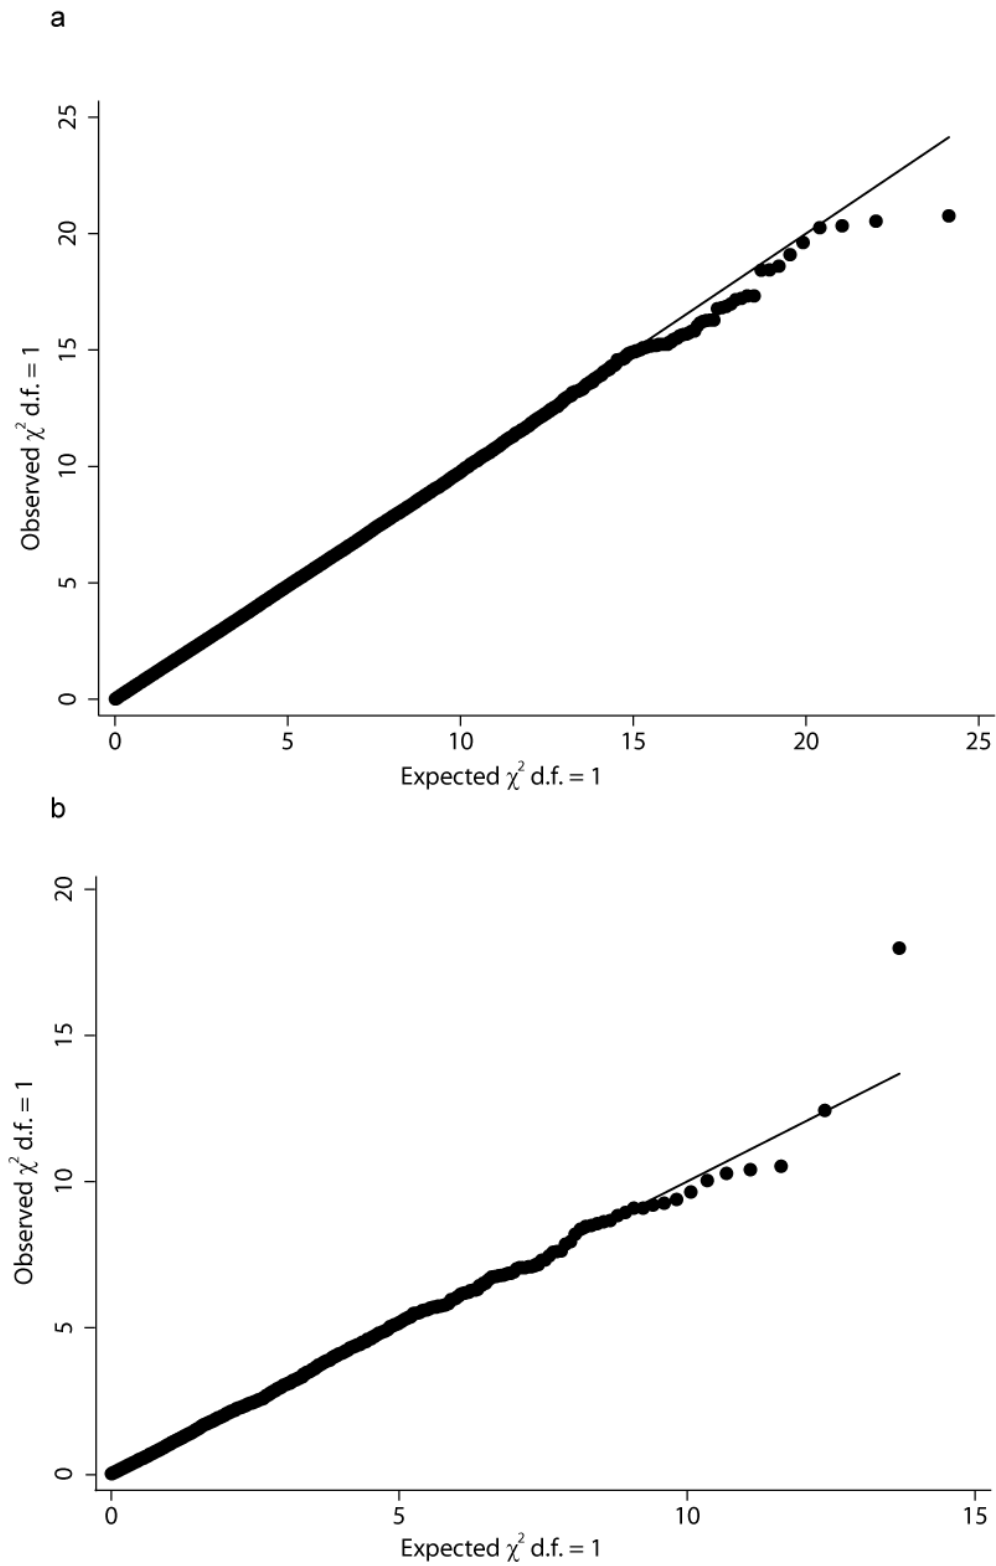 a
25
20
15
10
5
0
Observed χ² d.f. = 1
0 5 10 15 20 25
Expected χ² d.f. = 1
b
20
15
10
5
0
Observed χ² d.f. = 1
0 5 10 15
Expected χ² d.f. = 1